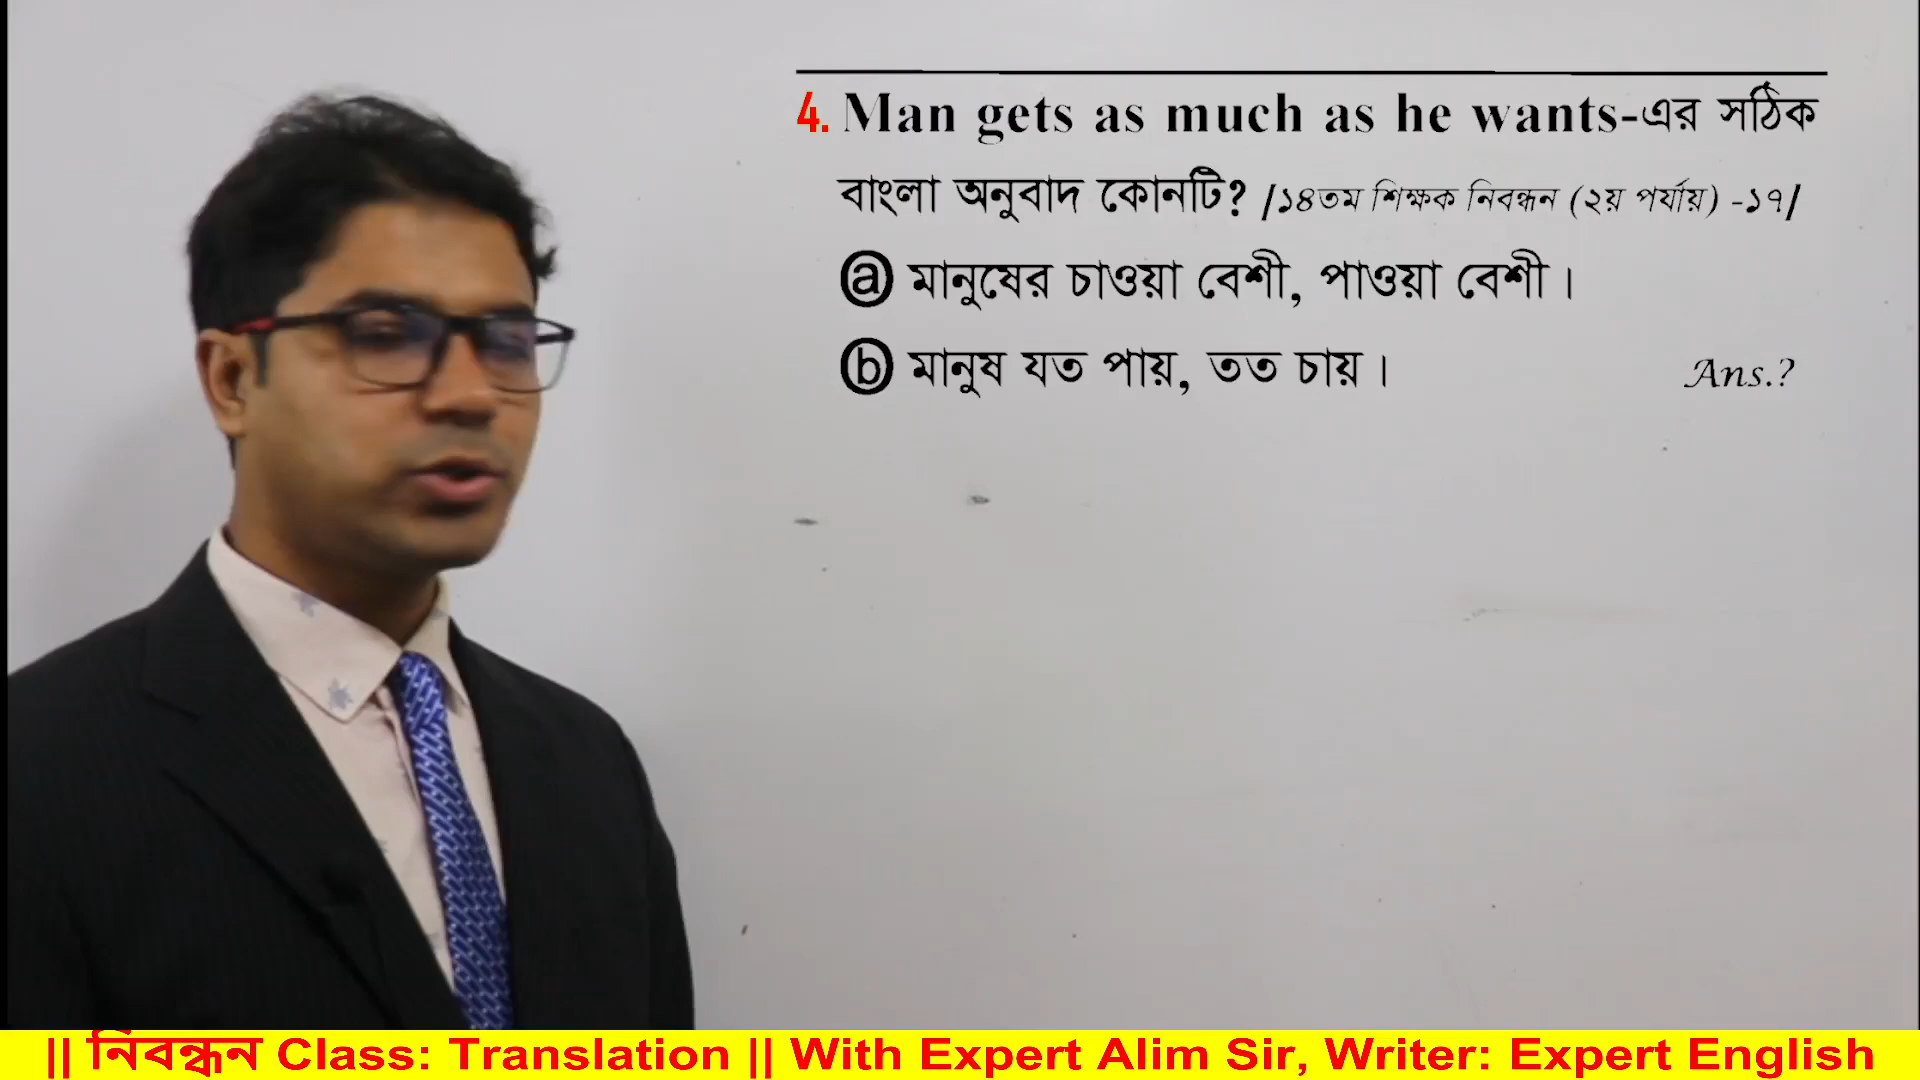 4. Man gets as much as he wants-এর সঠিক
বাংলা অনুবাদ কোনটি? [১৪তম শিক্ষক নিবন্ধন (২য় পর্যায়) -১৭]
ⓐ মানুষের চাওয়া বেশী, পাওয়া বেশী।
ⓑ মানুষ যত পায়, তত চায়। Ans.?
|| নিবন্ধন Class: Translation || With Expert Alim Sir, Writer: Expert English